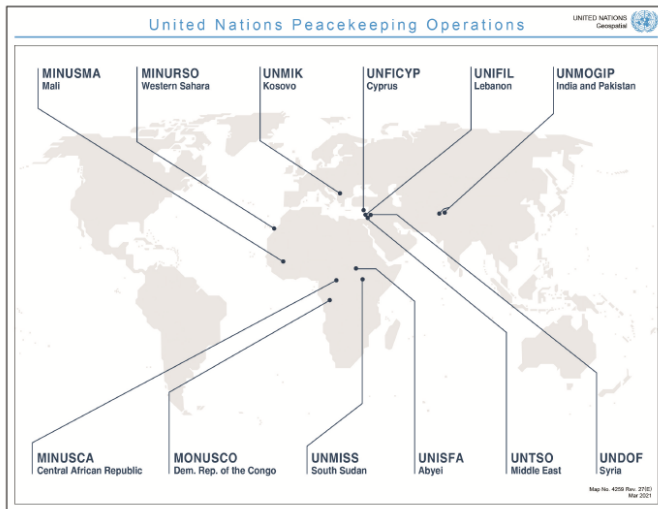 United Nations Peacekeeping Operations
UNITED NATIONS
Geospatial
MINUSMA
Mali
MINURSO
Western Sahara
UNMIK
Kosovo
UNFICYP
Cyprus
UNIFIL
Lebanon
UNMOGIP
India and Pakistan
MINUSCA
Central African Republic
MONUSCO
Dem. Rep. of the Congo
UNMISS
South Sudan
UNISFA
Abyei
UNTSO
Middle East
UNDOF
Syria
Map No. 4259 Rev. 27(E)
Mar 2021